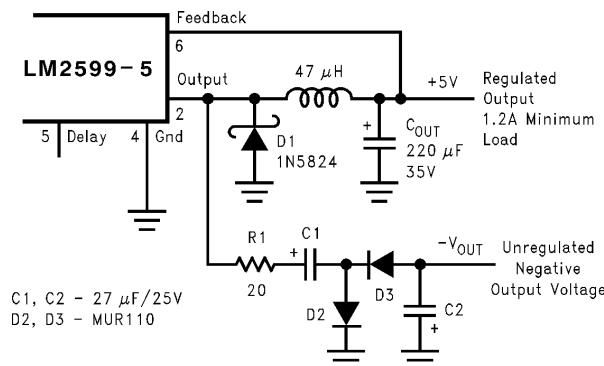 Feedback
6
LM2599-5
Output
47 μH
+5V
Regulated
Output
1.2A Minimum
Load
2
5 Delay
4 Gnd
D1
1N5824
+
COUT
220 μF
35V
R1
20
+
C1
-VOUT
Unregulated
Negative
Output Voltage
D3
D2
C2
+
C1, C2 - 27 μF/25V
D2, D3 - MUR110